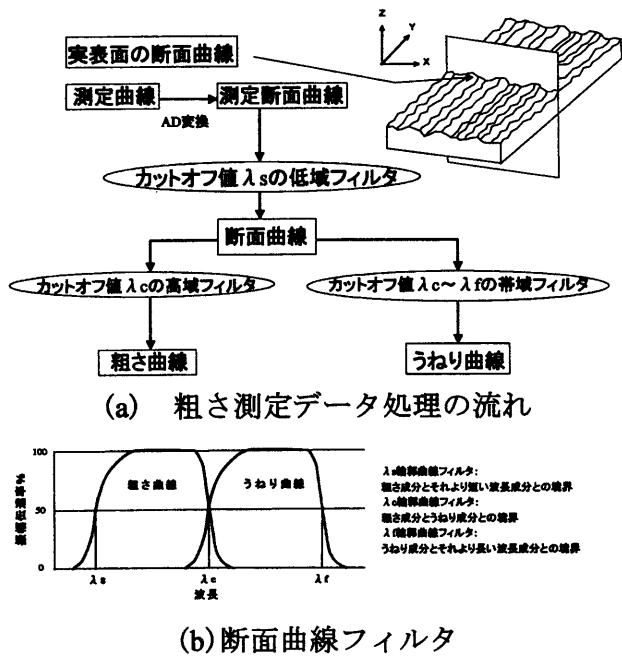 Z
Y
X
実表面の断面曲線
測定曲線
測定断面曲線
AD変換
カットオフ値λsの低域フィルタ
断面曲線
カットオフ値λcの高域フィルタ
カットオフ値λc～λfの帯域フィルタ
粗さ曲線
うねり曲線
(a) 粗さ測定データ処理の流れ
100
50
0
振幅伝達率%
粗さ曲線
うねり曲線
λs
λc
λf
波長
λs輪郭曲線フィルタ:
粗さ成分とそれより短い波長成分との境界
λc輪郭曲線フィルタ:
粗さ成分とうねり成分との境界
λf輪郭曲線フィルタ:
うねり成分とそれより長い波長成分との境界
(b)断面曲線フィルタ